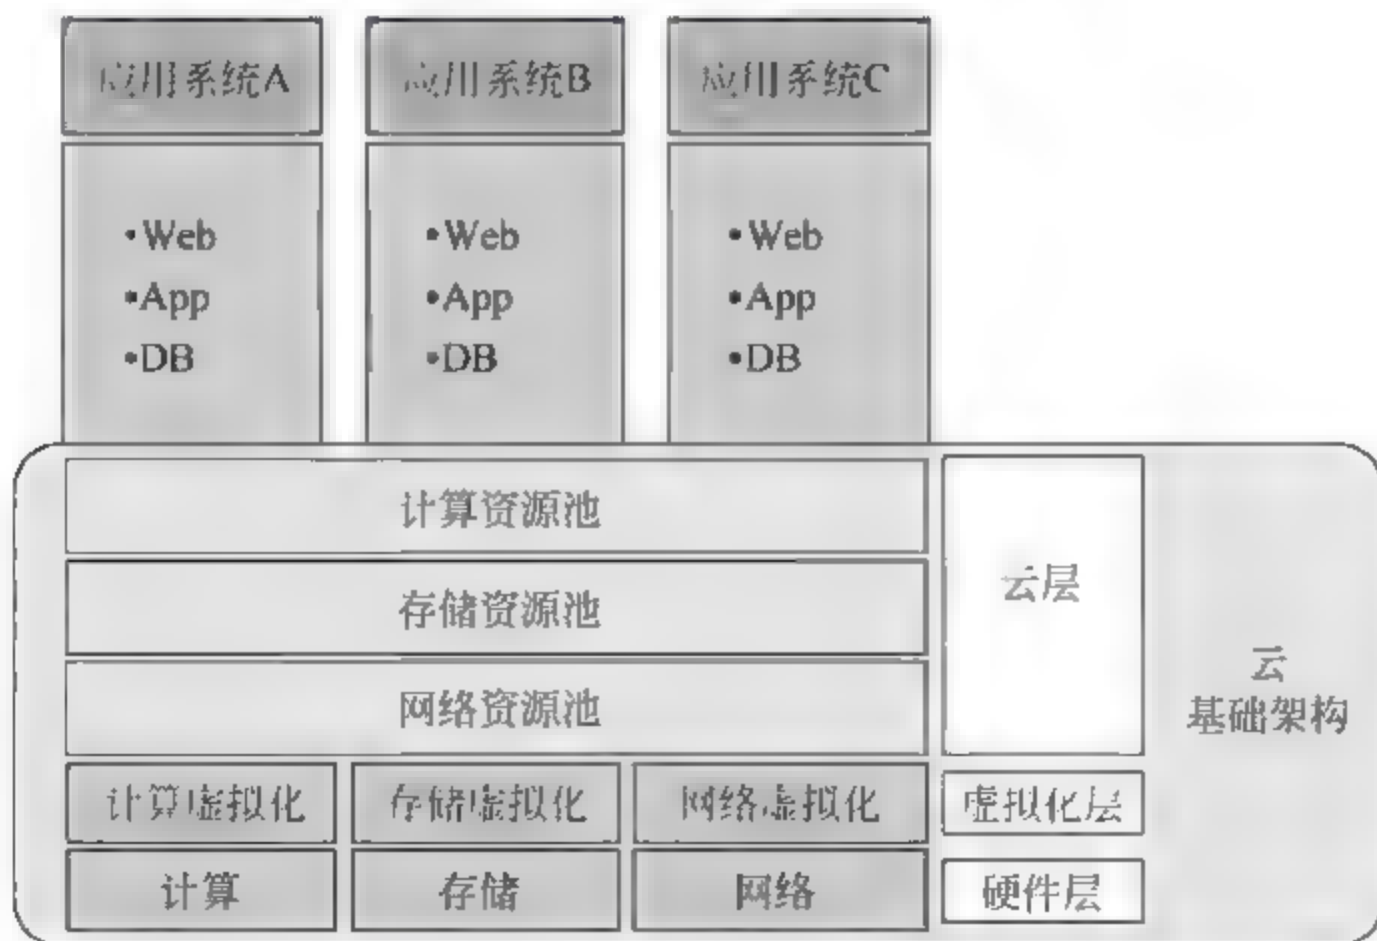 应用系统A
应用系统B
应用系统C
•Web
•App
•DB
•Web
•App
•DB
•Web
•App
•DB
计算资源池
存储资源池
网络资源池
云层
云
基础架构
计算虚拟化
存储虚拟化
网络虚拟化
虚拟化层
计算
存储
网络
硬件层